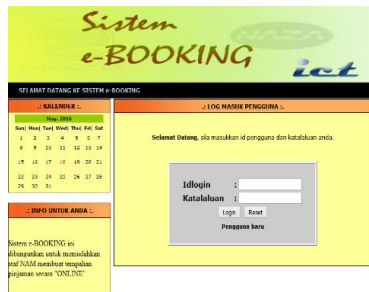 Sistem
e-BOOKING
NAZA
ict
SELAMAT DATANG KE SISTEM e-BOOKING
.: KALENDER :.
May, 2016
Sun Mon Tue Wed Thu Fri Sat
1 2 3 4 5 6 7
8 9 10 11 12 13 14
15 16 17 18 19 20 21
22 23 24 25 26 27 28
29 30 31
.: INFO UNTUK ANDA :.
Sistem e-BOOKING ini
dibangunkan untuk memudahkan
staf NAM membuat tempahan
pinjaman secara "ONLINE"
.: LOG MASUK PENGGUNA :.
Selamat Datang, sila masukkan id pengguna dan katalaluan anda.
Idlogin :
Katalaluan :
Login Reset
Pengguna baru